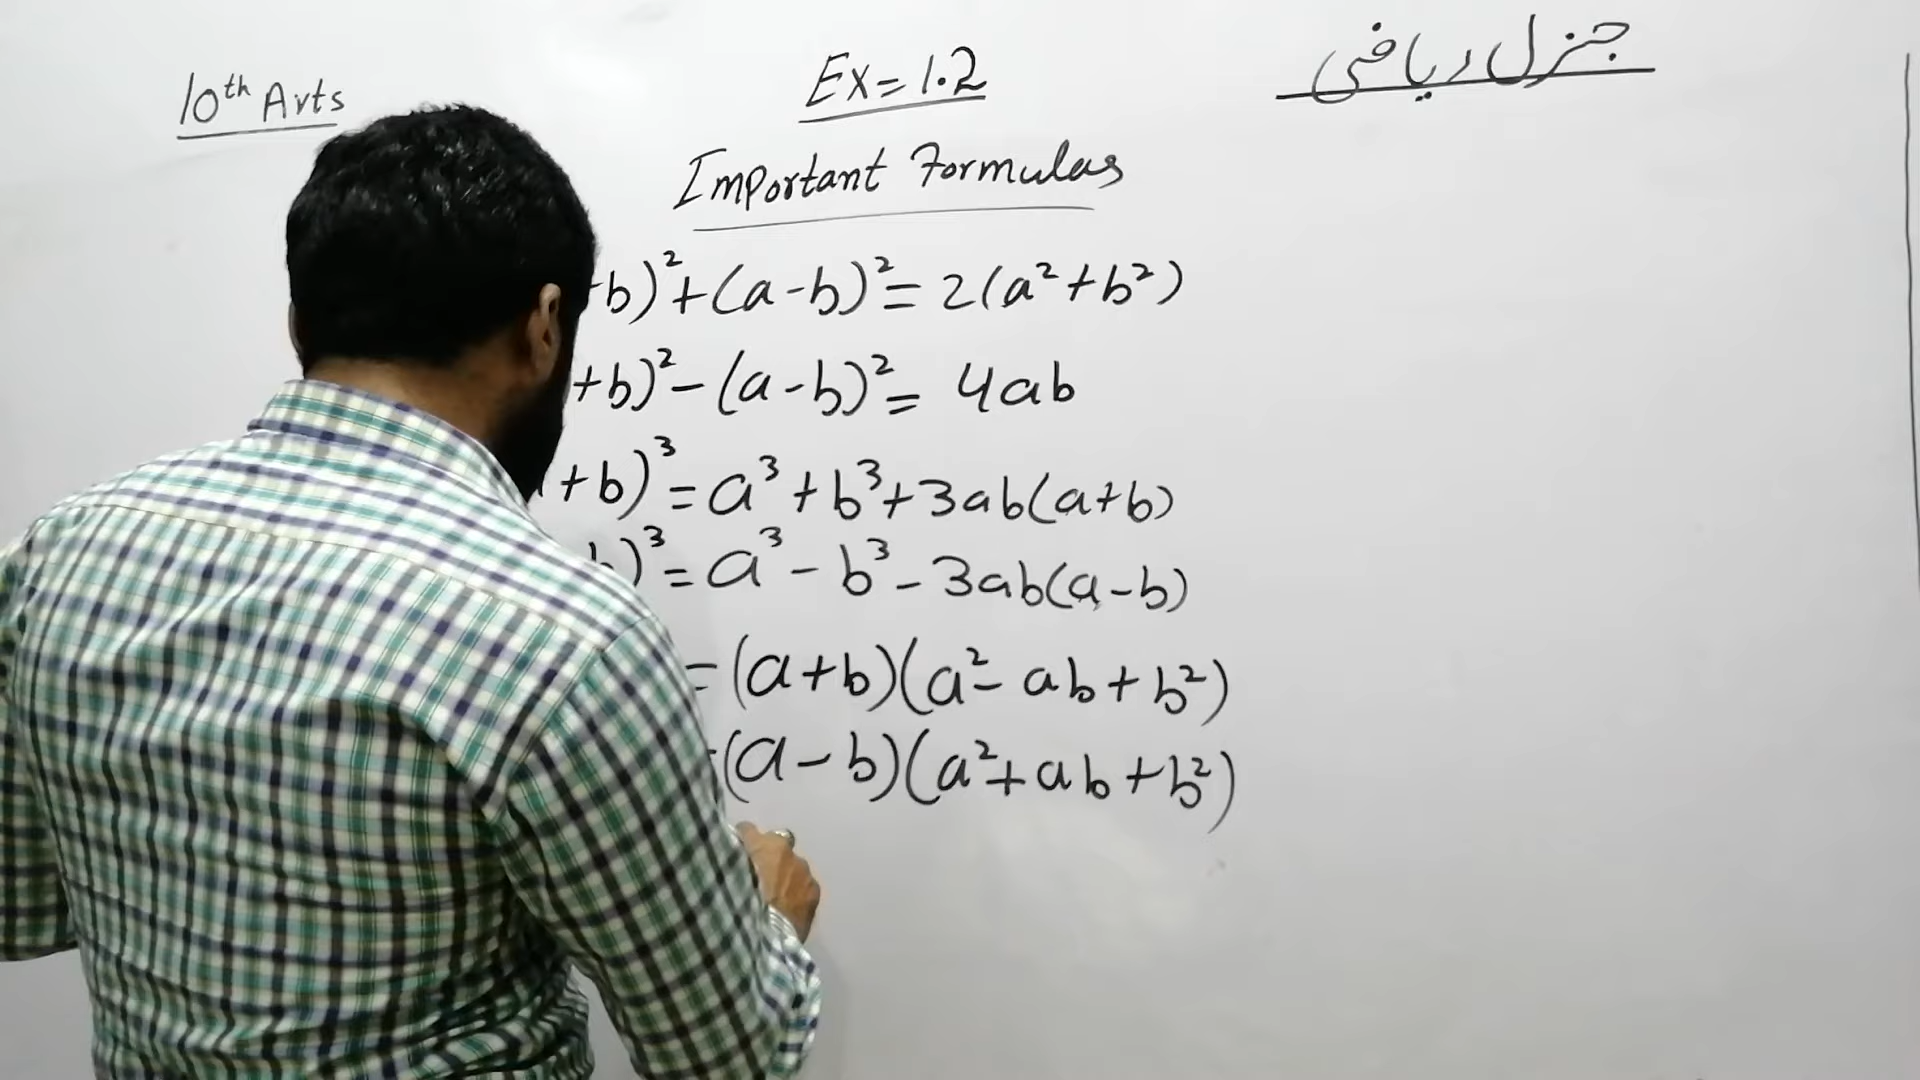 10th Arts
Ex = 1.2
جنرل ریاضی
Important Formulas
b)² + (a - b)² = 2(a² + b²)
+ b)² - (a - b)² = 4ab
+ b)³ = a³ + b³ + 3ab(a + b)
)³ = a³ - b³ - 3ab(a - b)
= (a + b)(a² - ab + b²)
= (a - b)(a² + ab + b²)